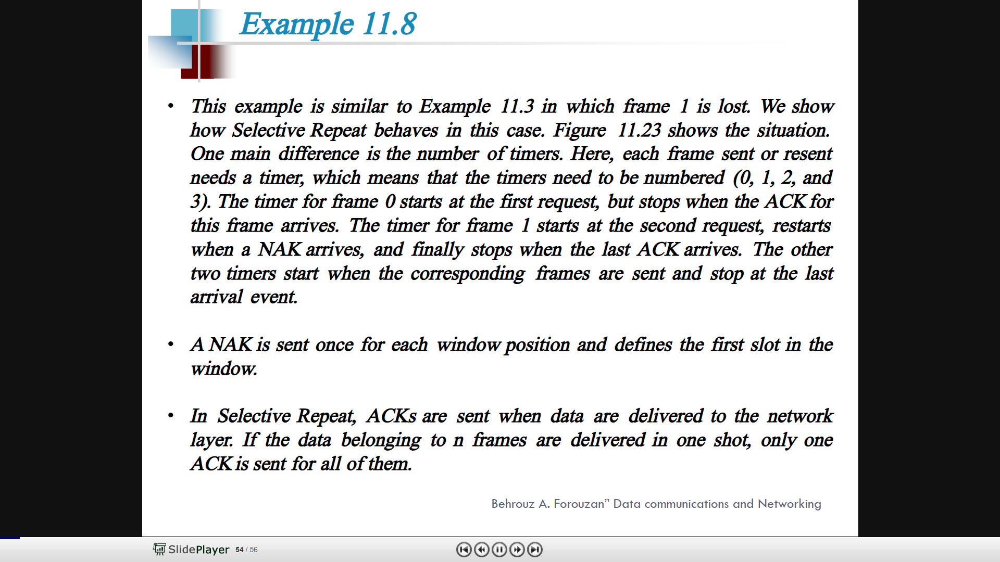 Example 11.8
• This example is similar to Example 11.3 in which frame 1 is lost. We show
how Selective Repeat behaves in this case. Figure 11.23 shows the situation.
One main difference is the number of timers. Here, each frame sent or resent
needs a timer, which means that the timers need to be numbered (0, 1, 2, and
3). The timer for frame 0 starts at the first request, but stops when the ACK for
this frame arrives. The timer for frame 1 starts at the second request, restarts
when a NAK arrives, and finally stops when the last ACK arrives. The other
two timers start when the corresponding frames are sent and stop at the last
arrival event.
• A NAK is sent once for each window position and defines the first slot in the
window.
• In Selective Repeat, ACKs are sent when data are delivered to the network
layer. If the data belonging to n frames are delivered in one shot, only one
ACK is sent for all of them.
Behrouz A. Forouzan” Data communications and Networking
SlidePlayer 54 / 56